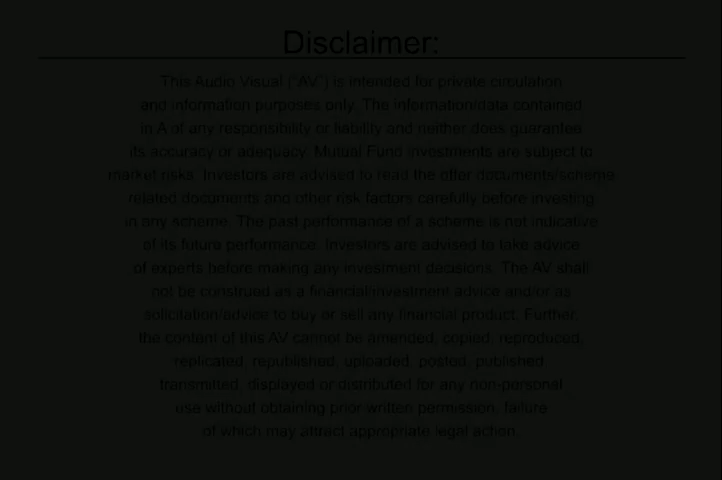 Disclaimer:
This Audio Visual ("AV") is intended for private circulation
and information purposes only. The information/data contained
in A of any responsibility or liability and neither does guarantee
its accuracy or adequacy. Mutual Fund investments are subject to
market risks. Investors are advised to read the offer documents/scheme
related documents and other risk factors carefully before investing
in any scheme. The past performance of a scheme is not indicative
of its future performance. Investors are advised to take advice
of experts before making any investment decisions. The AV shall
not be construed as a financial/investment advice and/or as
solicitation/advice to buy or sell any financial product. Further,
the content of this AV cannot be amended, copied, reproduced,
replicated, republished, uploaded, posted, published
transmitted, displayed or distributed for any non-personal
use without obtaining prior written permission, failure
of which may attract appropriate legal action.